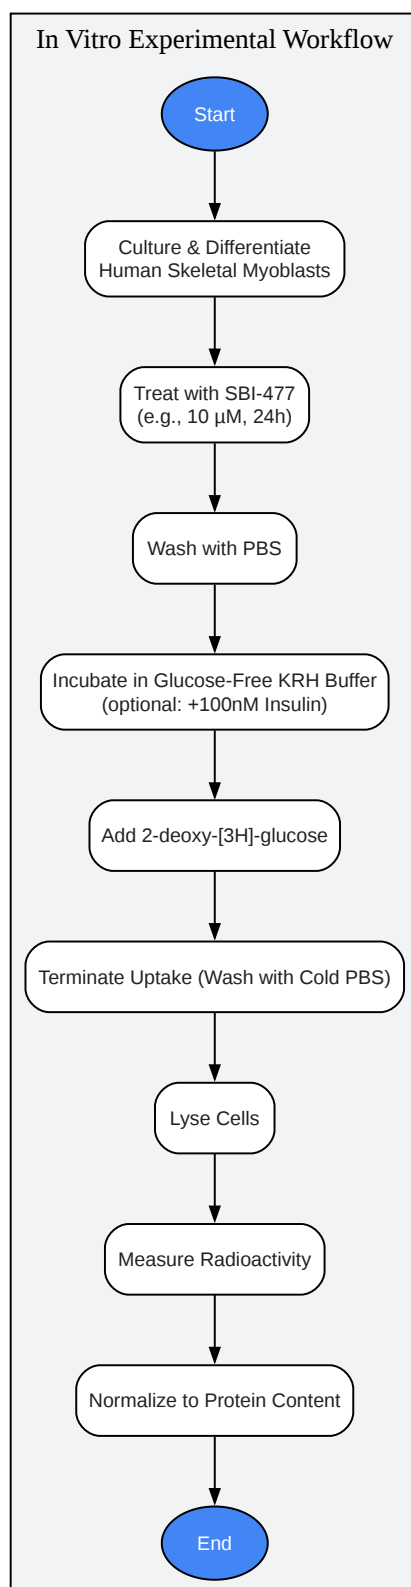 In Vitro Experimental Workflow
Start
Culture & Differentiate
Human Skeletal Myoblasts
Treat with SBI-477
(e.g., 10 µM, 24h)
Wash with PBS
Incubate in Glucose-Free KRH Buffer
(optional: +100nM Insulin)
Add 2-deoxy-[3H]-glucose
Terminate Uptake (Wash with Cold PBS)
Lyse Cells
Measure Radioactivity
Normalize to Protein Content
End